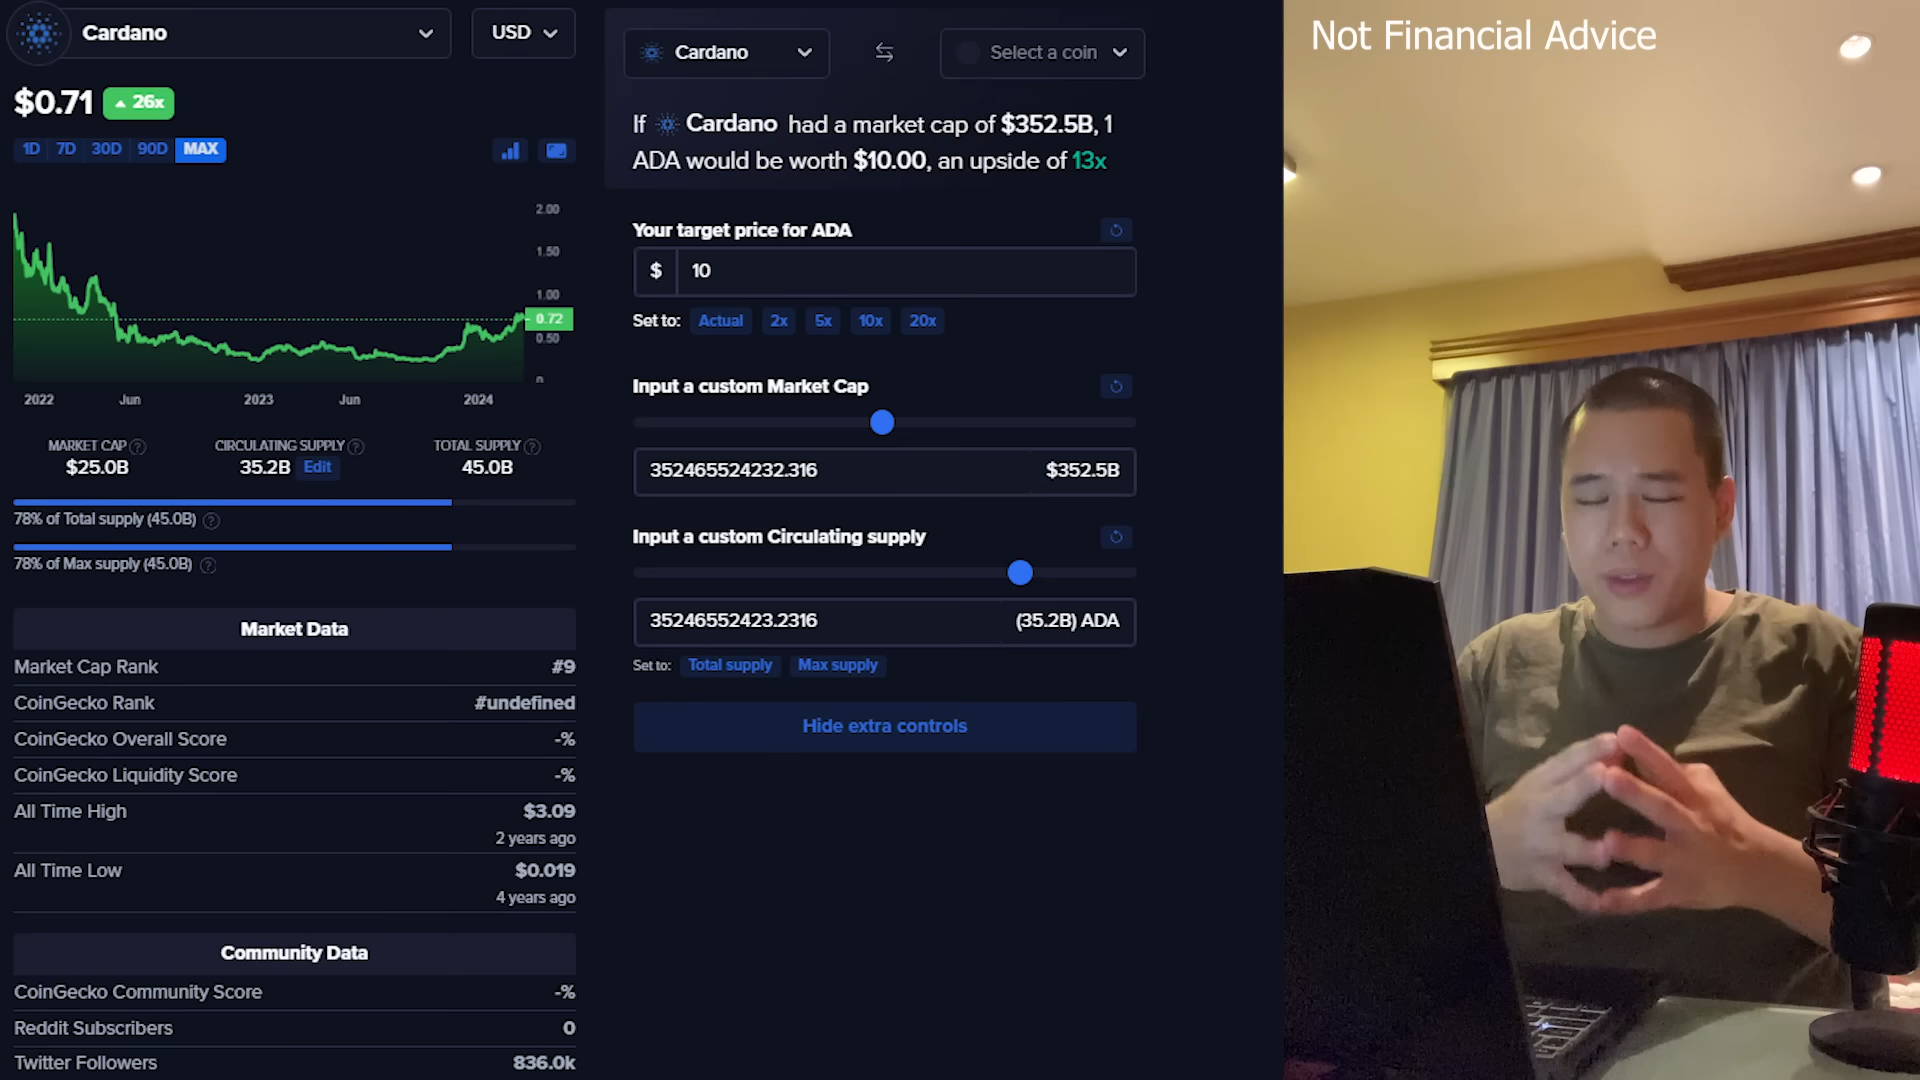 Cardano
USD
$0.71 26x
1D 7D 30D 90D MAX
2.00
1.50
1.00
0.72
0.50
0
2022 Jun 2023 Jun 2024
MARKET CAP ? CIRCULATING SUPPLY ? TOTAL SUPPLY ?
$25.0B 35.2B Edit 45.0B
78% of Total supply (45.0B) ?
78% of Max supply (45.0B) ?
Market Data
Market Cap Rank #9
CoinGecko Rank #undefined
CoinGecko Overall Score -%
CoinGecko Liquidity Score -%
All Time High $3.09
2 years ago
All Time Low $0.019
4 years ago
Community Data
CoinGecko Community Score -%
Reddit Subscribers 0
Twitter Followers 836.0k
Cardano Select a coin
If Cardano had a market cap of $352.5B, 1
ADA would be worth $10.00, an upside of 13x
Your target price for ADA
$ 10
Set to: Actual 2x 5x 10x 20x
Input a custom Market Cap
352465524232.316 $352.5B
Input a custom Circulating supply
35246552423.2316 (35.2B) ADA
Set to: Total supply Max supply
Hide extra controls
Not Financial Advice